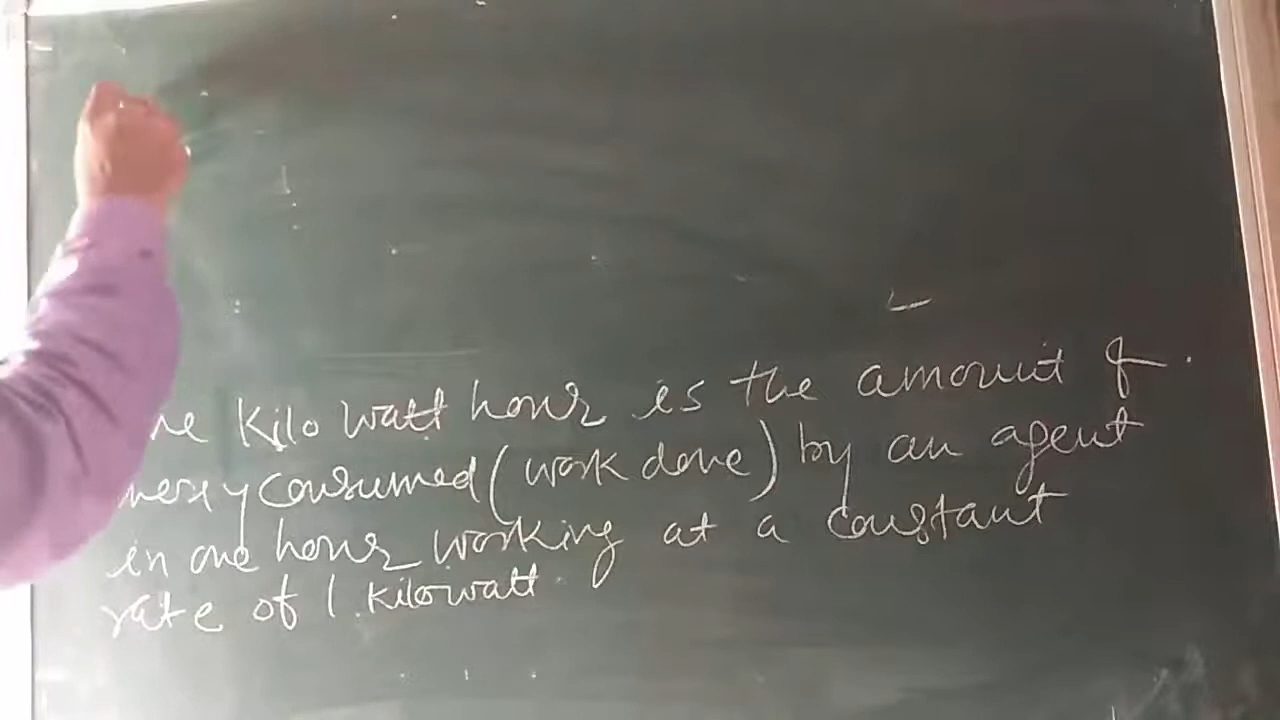 ne Kilo Watt hour is the amount of
nergy consumed (work done) by an agent
in one hour working at a constant
rate of 1 kilowatt